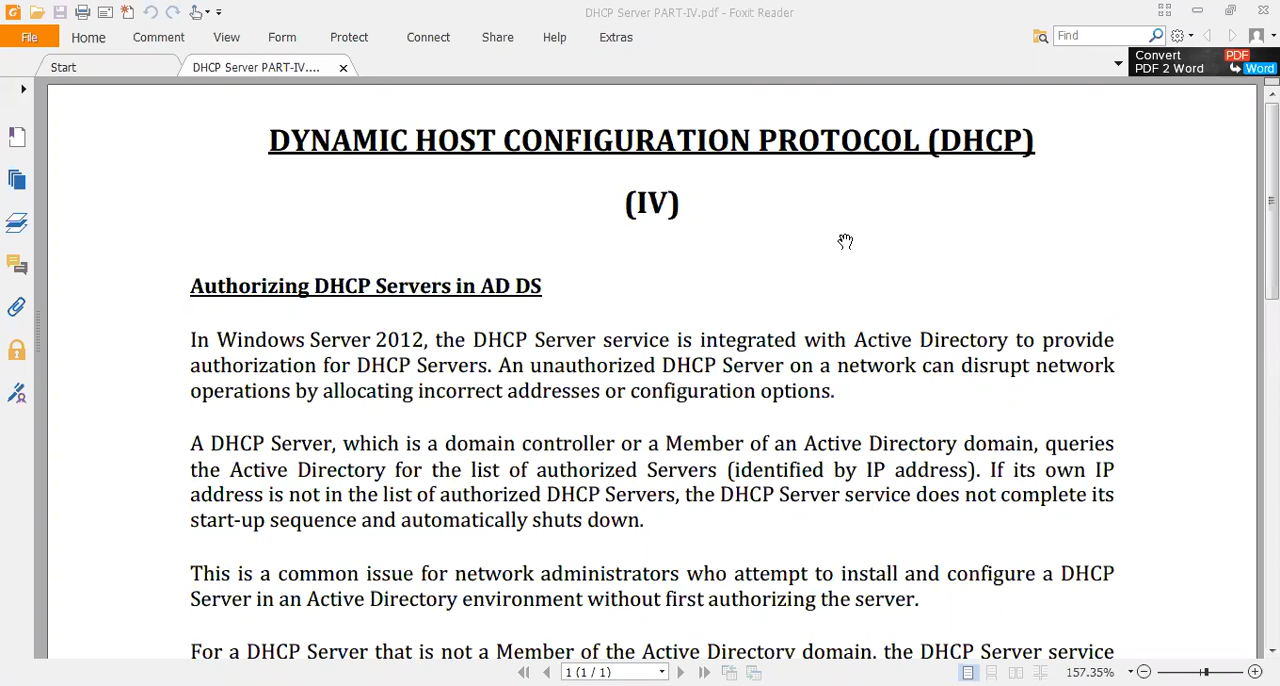 DHCP Server PART-IV.pdf - Foxit Reader
File Home Comment View Form Protect Connect Share Help Extras Find
Start DHCP Server PART-IV....
Convert PDF
PDF 2 Word Word
DYNAMIC HOST CONFIGURATION PROTOCOL (DHCP)
(IV)
Authorizing DHCP Servers in AD DS
In Windows Server 2012, the DHCP Server service is integrated with Active Directory to provide
authorization for DHCP Servers. An unauthorized DHCP Server on a network can disrupt network
operations by allocating incorrect addresses or configuration options.
A DHCP Server, which is a domain controller or a Member of an Active Directory domain, queries
the Active Directory for the list of authorized Servers (identified by IP address). If its own IP
address is not in the list of authorized DHCP Servers, the DHCP Server service does not complete its
start-up sequence and automatically shuts down.
This is a common issue for network administrators who attempt to install and configure a DHCP
Server in an Active Directory environment without first authorizing the server.
For a DHCP Server that is not a Member of the Active Directory domain, the DHCP Server service
1 (1 / 1) 157.35%